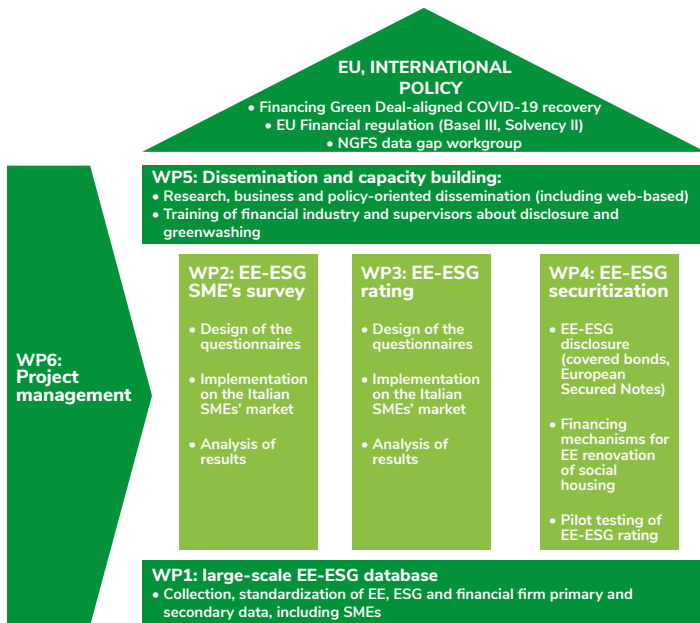 EU, INTERNATIONAL
POLICY
• Financing Green Deal-aligned COVID-19 recovery
• EU Financial regulation (Basel III, Solvency II)
• NGFS data gap workgroup
WP5: Dissemination and capacity building:
• Research, business and policy-oriented dissemination (including web-based)
• Training of financial industry and supervisors about disclosure and
greenwashing
WP6:
Project
management
WP2: EE-ESG
SME's survey
• Design of the
questionnaires
• Implementation
on the Italian
SMEs' market
• Analysis of
results
WP3: EE-ESG
rating
• Design of the
questionnaires
• Implementation
on the Italian
SMEs' market
• Analysis of
results
WP4: EE-ESG
securitization
• EE-ESG
disclosure
(covered bonds,
European
Secured Notes)
• Financing
mechanisms for
EE renovation
of social
housing
• Pilot testing of
EE-ESG rating
WP1: large-scale EE-ESG database
• Collection, standardization of EE, ESG and financial firm primary and
secondary data, including SMEs